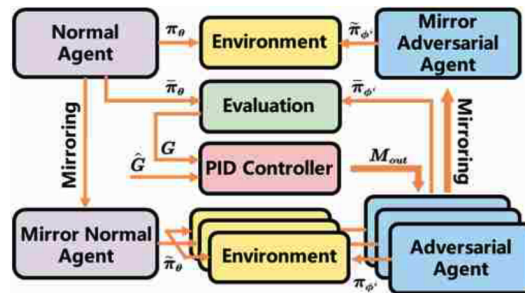 Normal Agent
π_θ
Environment
π̃_ϕ'
Mirror Adversarial Agent
π̄_θ
Evaluation
π̄_ϕ'
Mirroring
G
Ĝ
PID Controller
M_out
Mirroring
Mirror Normal Agent
π̃_θ
Environment
π_ϕ'
Adversarial Agent